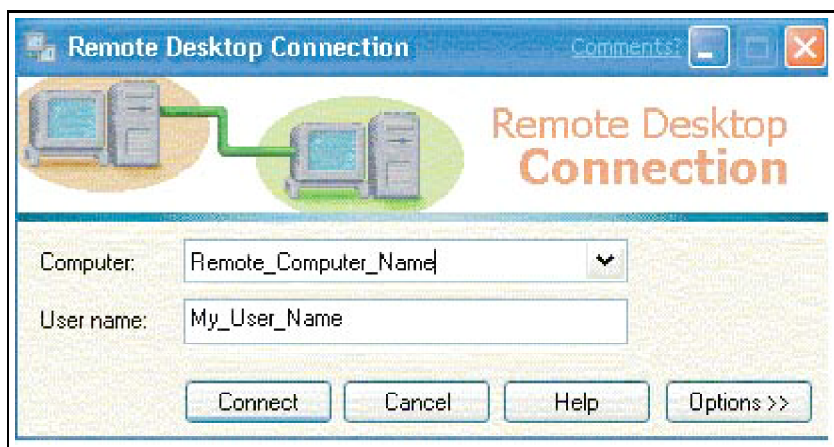 Remote Desktop Connection Comments?
Remote Desktop
Connection
Computer: Remote_Computer_Name
User name: My_User_Name
Connect Cancel Help Options >>